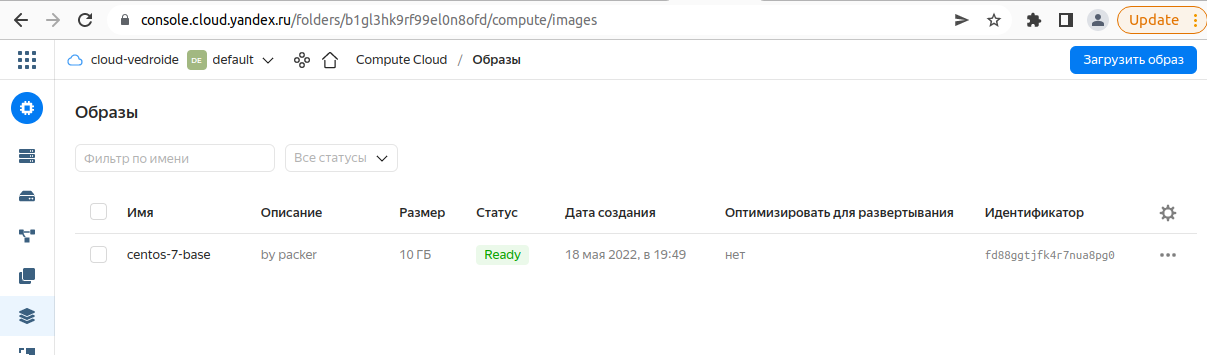 console.cloud.yandex.ru/folders/b1gl3hk9rf99el0n8ofd/compute/images
Update
cloud-vedroide DE default Compute Cloud / Образы
Загрузить образ
Образы
Фильтр по имени
Все статусы
Имя Описание Размер Статус Дата создания Оптимизировать для развертывания Идентификатор
centos-7-base by packer 10 ГБ Ready 18 мая 2022, в 19:49 нет fd88ggtjfk4r7nua8pg0